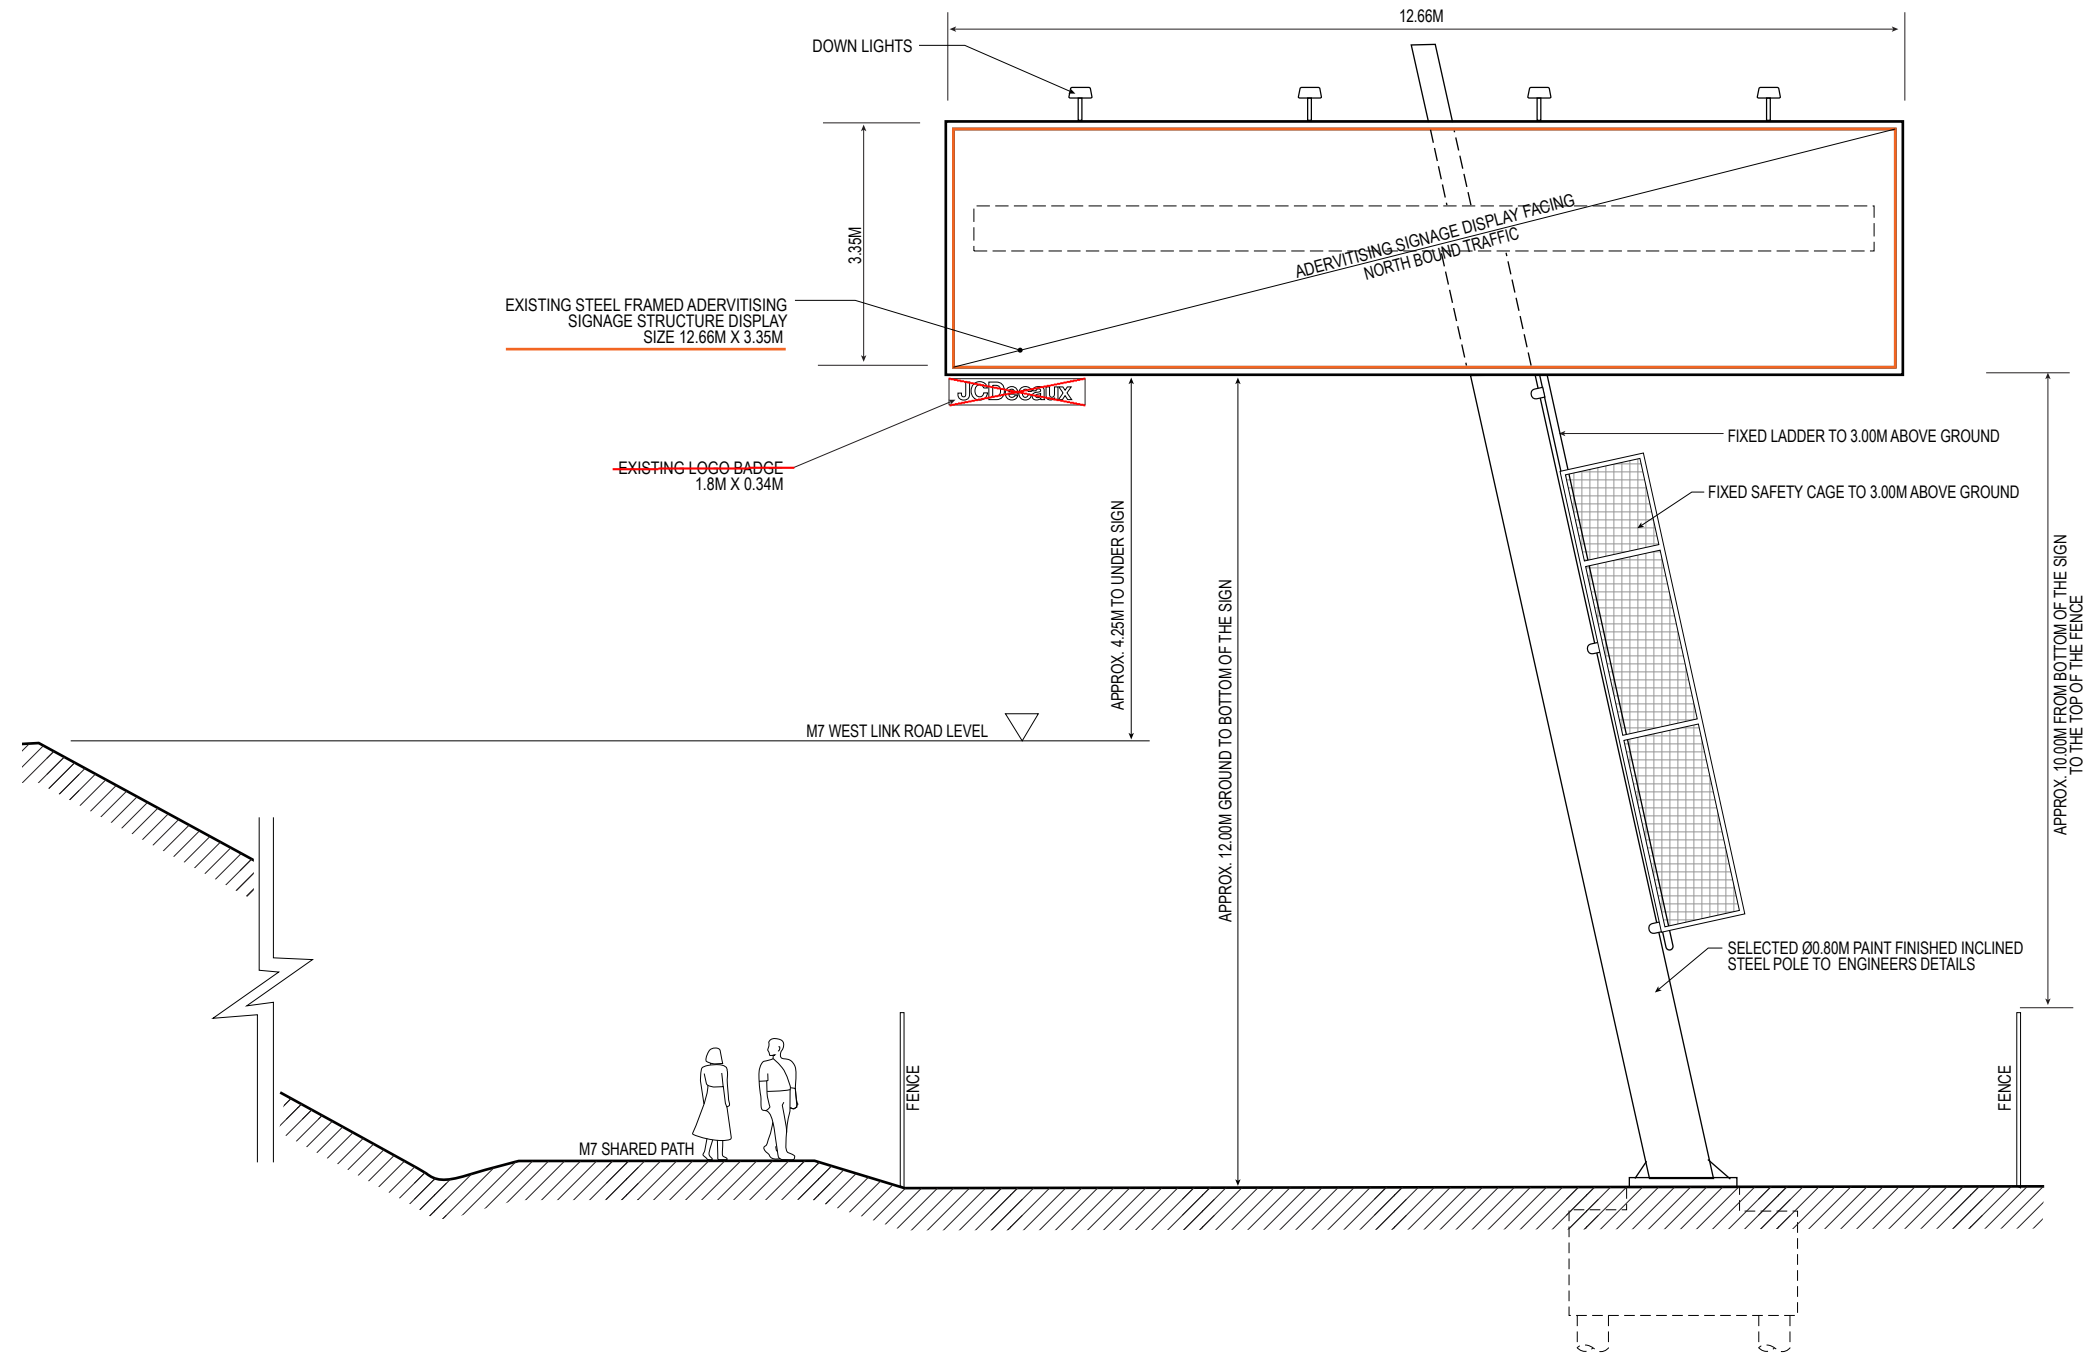 12.66M
DOWN LIGHTS
3.35M
ADERVITISING SIGNAGE DISPLAY FACING
NORTH BOUND TRAFFIC
EXISTING STEEL FRAMED ADERVITISING
SIGNAGE STRUCTURE DISPLAY
SIZE 12.66M X 3.35M
JCDecaux
EXISTING LOGO BADGE
1.8M X 0.34M
FIXED LADDER TO 3.00M ABOVE GROUND
FIXED SAFETY CAGE TO 3.00M ABOVE GROUND
APPROX. 4.25M TO UNDER SIGN
APPROX. 12.00M GROUND TO BOTTOM OF THE SIGN
APPROX. 10.00M FROM BOTTOM OF THE SIGN
TO THE TOP OF THE FENCE
M7 WEST LINK ROAD LEVEL
SELECTED Ø0.80M PAINT FINISHED INCLINED
STEEL POLE TO ENGINEERS DETAILS
FENCE
FENCE
M7 SHARED PATH